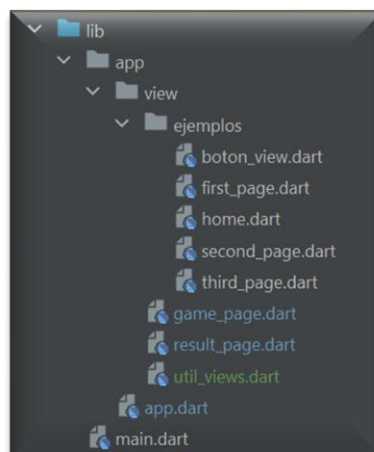 lib
app
view
ejemplos
boton_view.dart
first_page.dart
home.dart
second_page.dart
third_page.dart
game_page.dart
result_page.dart
util_views.dart
app.dart
main.dart